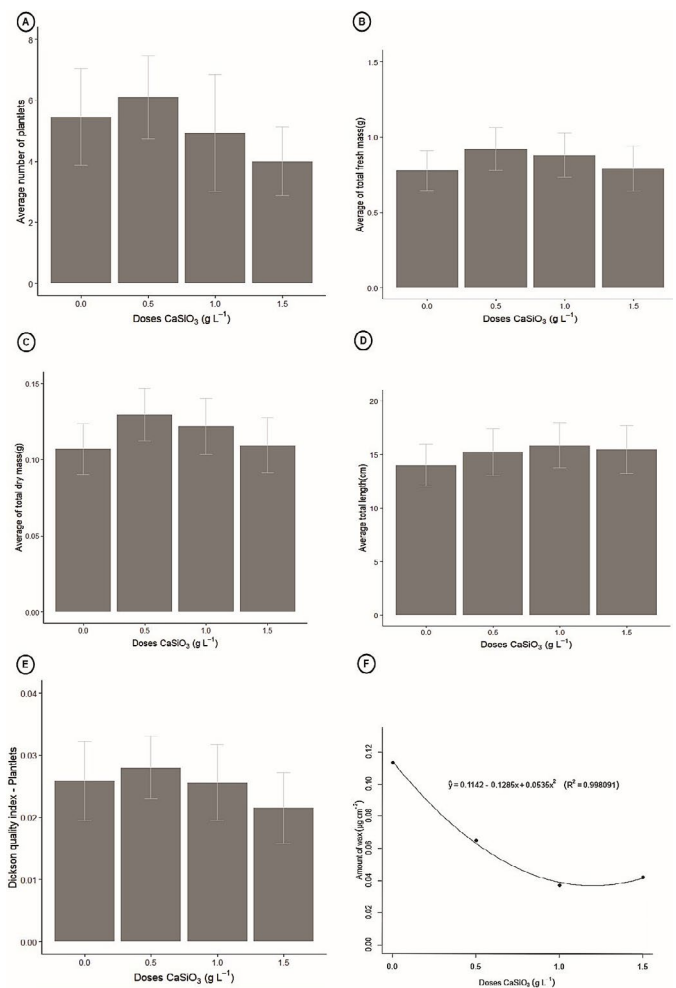 A
Average number of plantlets
8
6
4
2
0
0.0 0.5 1.0 1.5
Doses CaSiO₃ (g L⁻¹)
B
Average of total fresh mass(g)
1.5
1.0
0.5
0.0
0.0 0.5 1.0 1.5
Doses CaSiO₃ (g L⁻¹)
C
Average of total dry mass(g)
0.15
0.10
0.05
0.00
0.0 0.5 1.0 1.5
Doses CaSiO₃ (g L⁻¹)
D
Average total length(cm)
20
15
10
5
0
0.0 0.5 1.0 1.5
Doses CaSiO₃ (g L⁻¹)
E
Dickson quality index - Plantlets
0.04
0.03
0.02
0.01
0.00
0.0 0.5 1.0 1.5
Doses CaSiO₃ (g L⁻¹)
F
Amount of wax (µg cm⁻²)
0.12
0.10
0.08
0.06
0.04
0.02
0.00
ŷ = 0.1142 - 0.1285x + 0.0535x² (R² = 0.998091)
0.0 0.5 1.0 1.5
Doses CaSIO₃ (g L⁻¹)